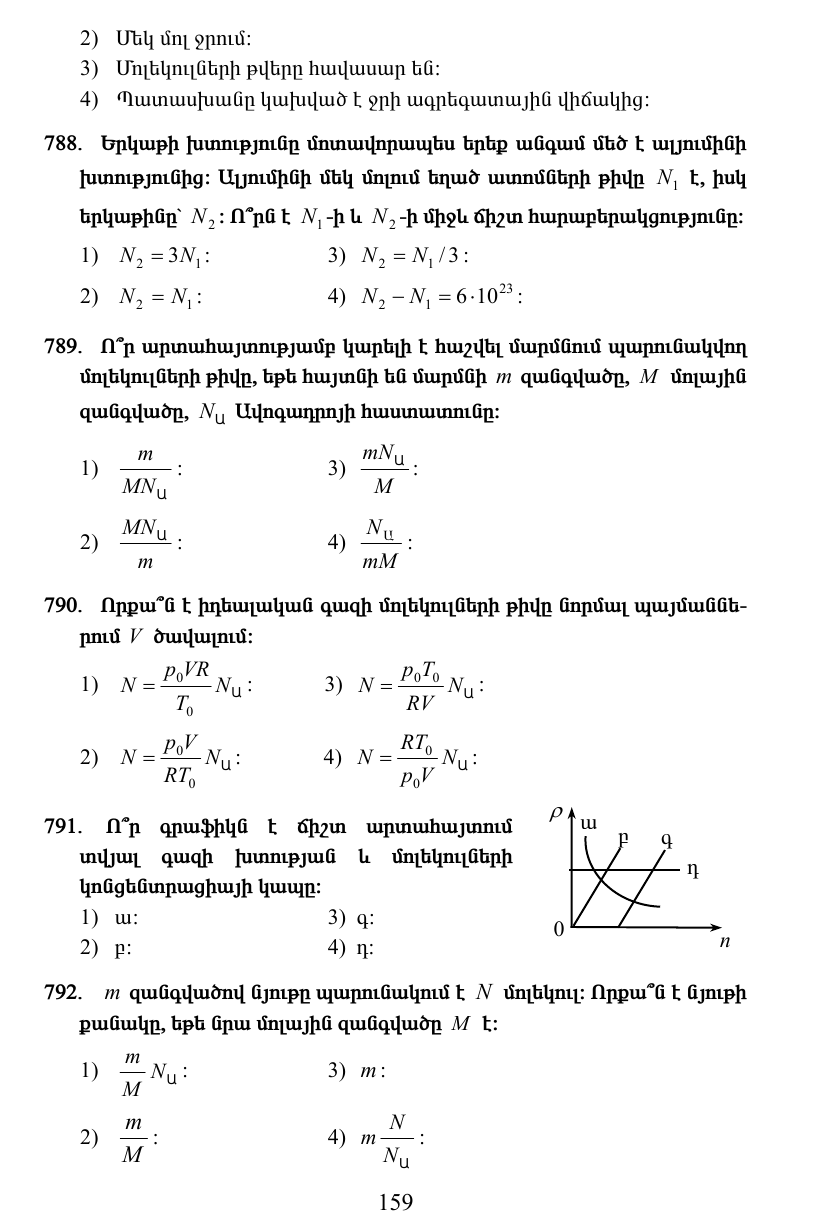 2) Մեկ մոլ ջրում:
3) Մոլեկուլների թվերը հավասար են:
4) Պատասխանը կախված է ջրի ագրեգատային վիճակից:
788. Երկաթի խտությունը մոտավորապես երեք անգամ մեծ է ալյումինի
խտությունից: Ալյումինի մեկ մոլում եղած ատոմների թիվը N₁ է, իսկ
երկաթինը՝ N₂: Ո՞րն է N₁-ի և N₂-ի միջև ճիշտ հարաբերակցությունը:
1) N₂ = 3N₁: 3) N₂ = N₁ / 3:
2) N₂ = N₁: 4) N₂ − N₁ = 6·10²³:
789. Ո՞ր արտահայտությամբ կարելի է հաշվել մարմնում պարունակվող
մոլեկուլների թիվը, եթե հայտնի են մարմնի m զանգվածը, M մոլային
զանգվածը, Nա Ավոգադրոյի հաստատունը:
1) m/(MNա): 3) mNա/M:
2) MNա/m: 4) Nա/(mM):
790. Որքա՞ն է իդեալական գազի մոլեկուլների թիվը նորմալ պայմաննե-
րում V ծավալում:
1) N = (p₀VR/T₀) Nա: 3) N = (p₀T₀/RV) Nա:
2) N = (p₀V/RT₀) Nա: 4) N = (RT₀/p₀V) Nա:
791. Ո՞ր գրաֆիկն է ճիշտ արտահայտում
տվյալ գազի խտության և մոլեկուլների
կոնցենտրացիայի կապը:
1) ա: 3) գ:
2) բ: 4) դ:
ρ
ա
բ գ
դ
0
n
792. m զանգվածով նյութը պարունակում է N մոլեկուլ: Որքա՞ն է նյութի
քանակը, եթե նրա մոլային զանգվածը M է:
1) (m/M) Nա: 3) m:
2) m/M: 4) m N/Nա:
159